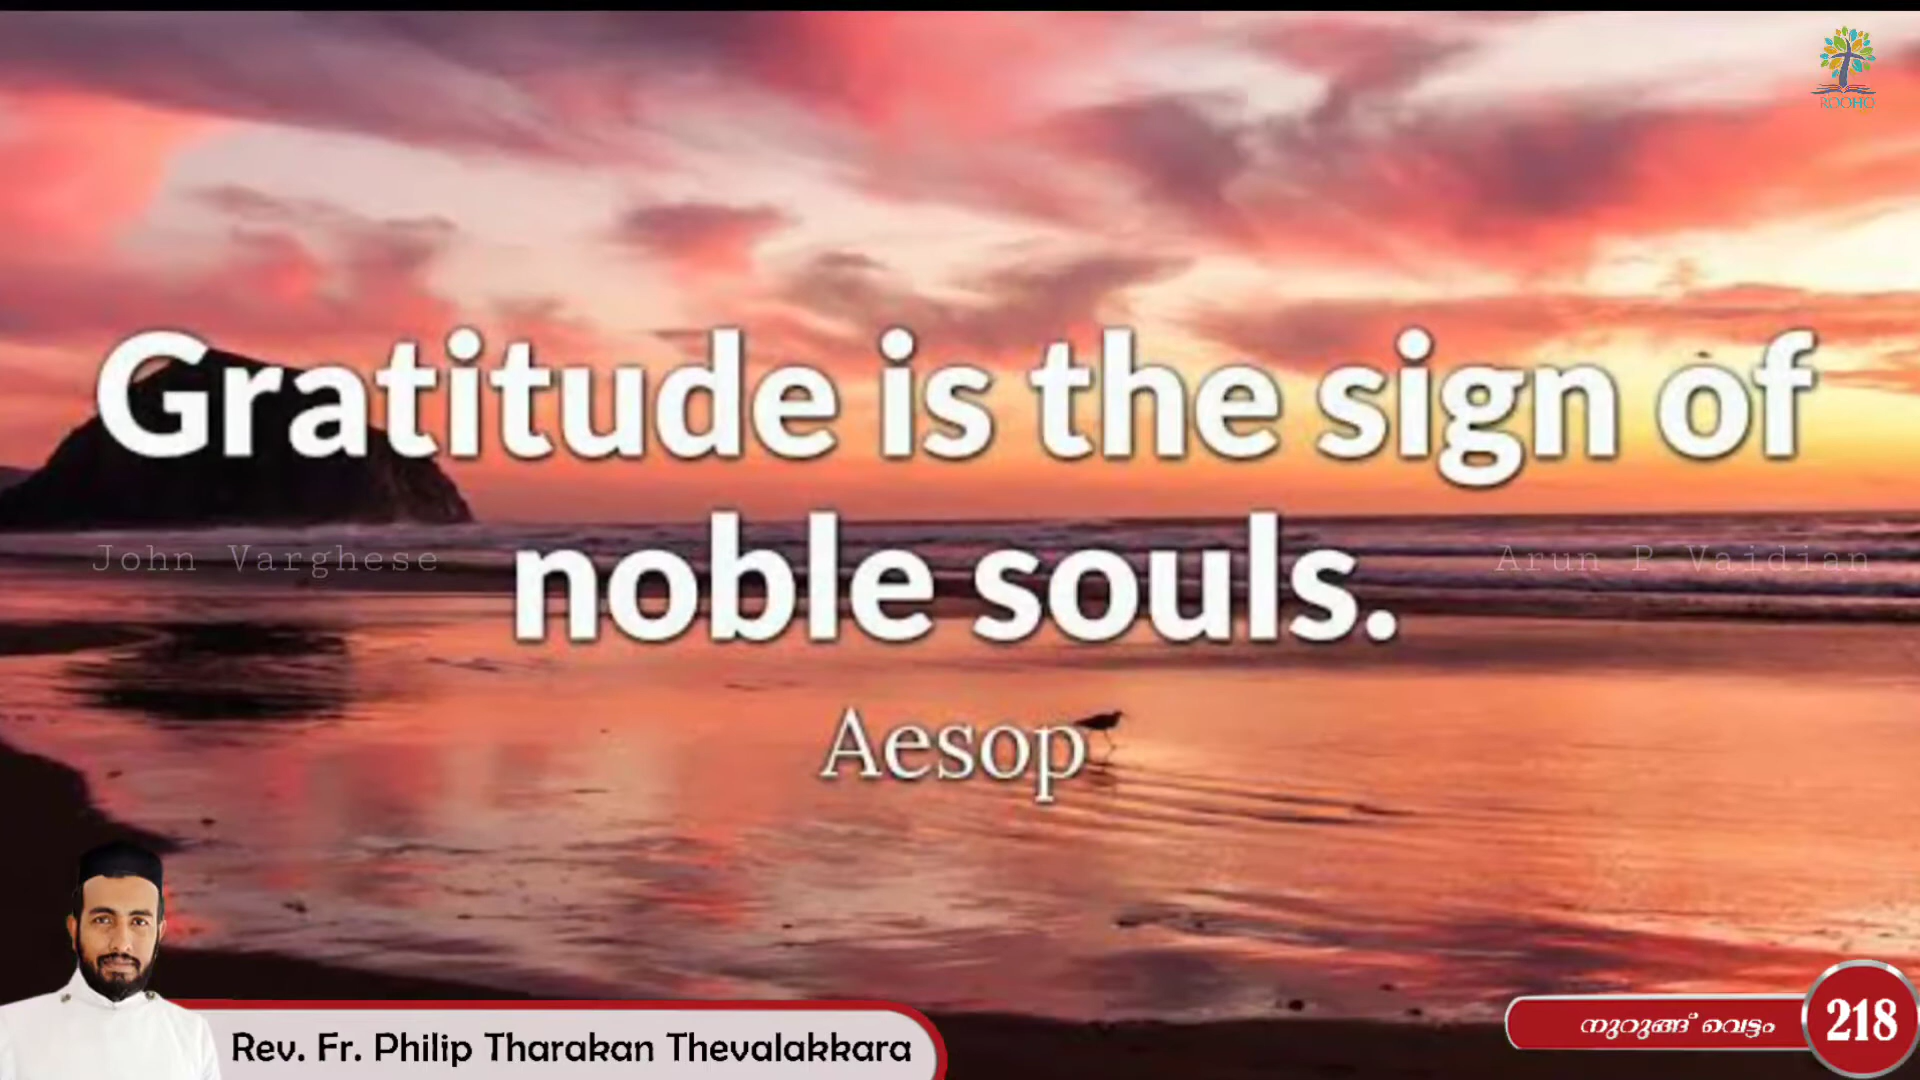 ROOHO
Gratitude is the sign of
noble souls.
John Varghese
Arun P Vaidian
Aesop
Rev. Fr. Philip Tharakan Thevalakkara
നുറുങ്ങ് വെട്ടം
218